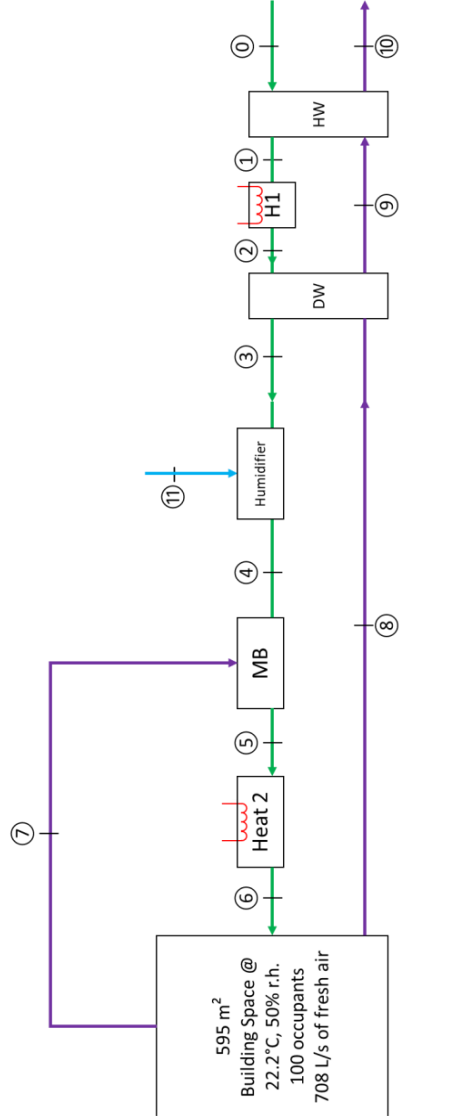 0
10
HW
1
H1
9
2
DW
3
Humidifier
11
4
8
MB
5
7
Heat 2
6
595 m²
Building Space @
22.2°C, 50% r.h.
100 occupants
708 L/s of fresh air